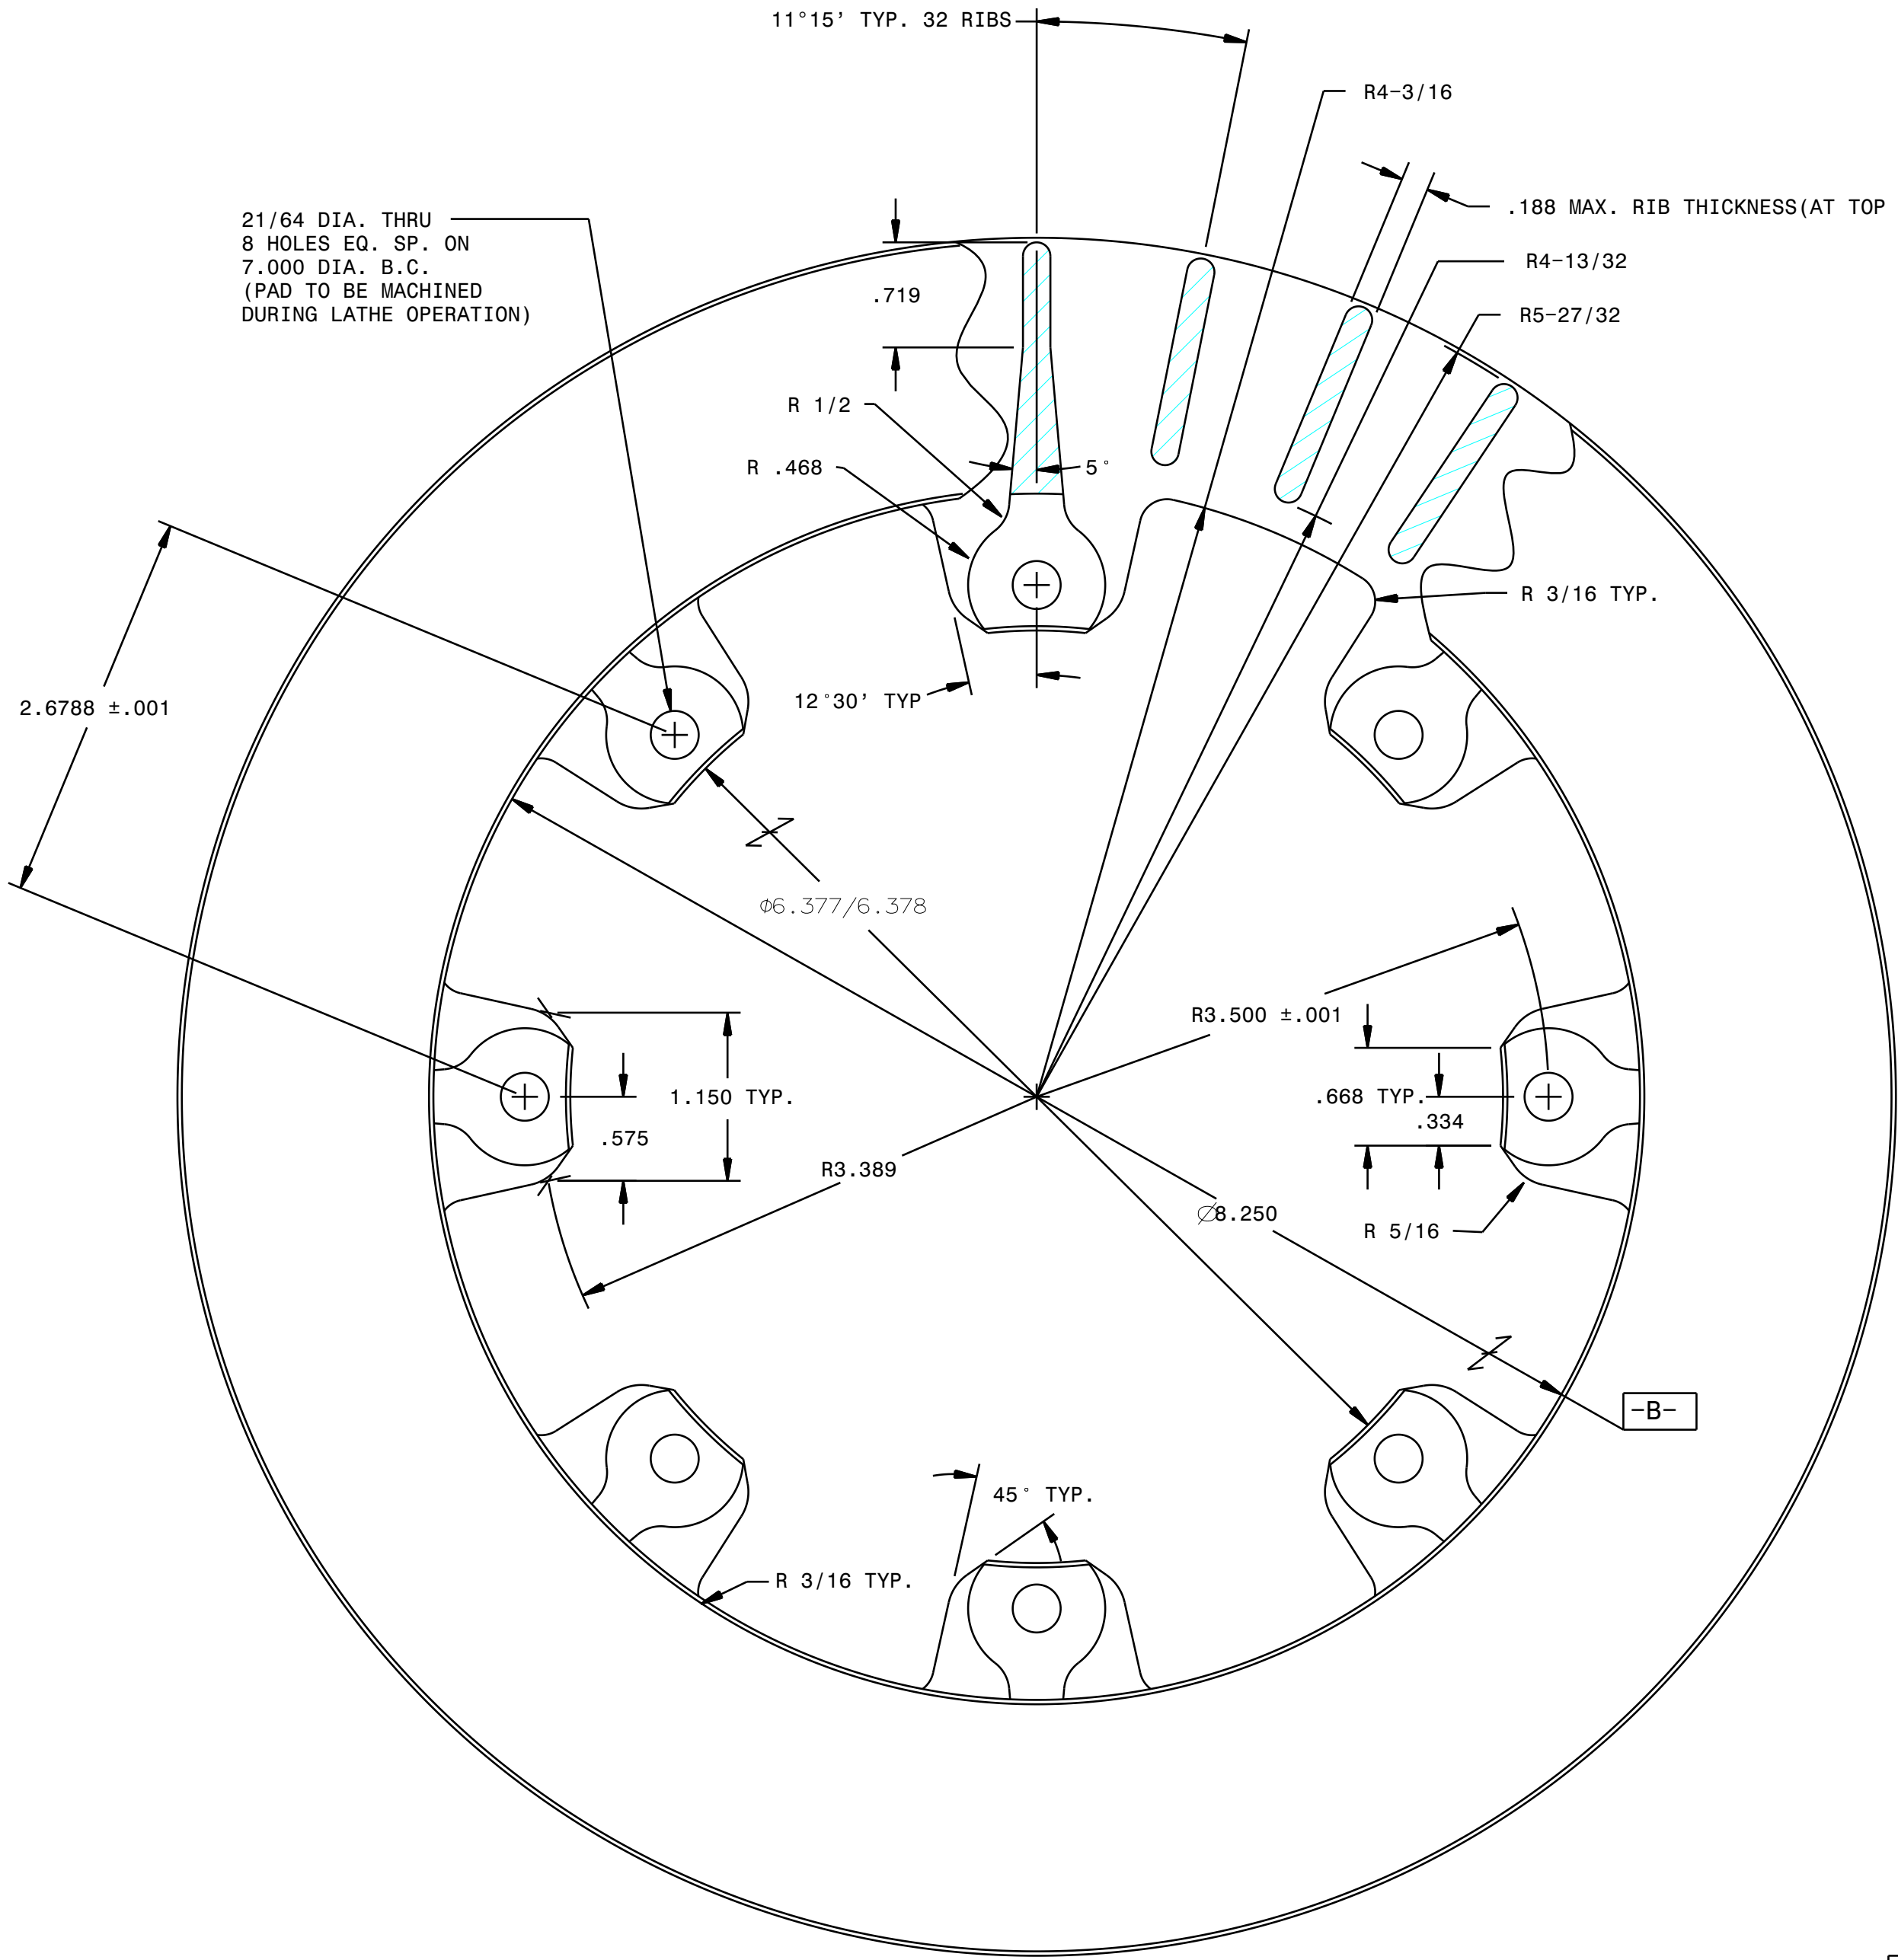 11°15’ TYP. 32 RIBS
R4-3/16
.188 MAX. RIB THICKNESS(AT TOP
21/64 DIA. THRU
8 HOLES EQ. SP. ON
7.000 DIA. B.C.
(PAD TO BE MACHINED
DURING LATHE OPERATION)
R4-13/32
R5-27/32
.719
R 1/2
R .468
5°
R 3/16 TYP.
12°30’ TYP
2.6788 ±.001
Φ6.377/6.378
R3.500 ±.001
1.150 TYP.
.575
.668 TYP.
.334
R3.389
∅8.250
R 5/16
-B-
45° TYP.
R 3/16 TYP.